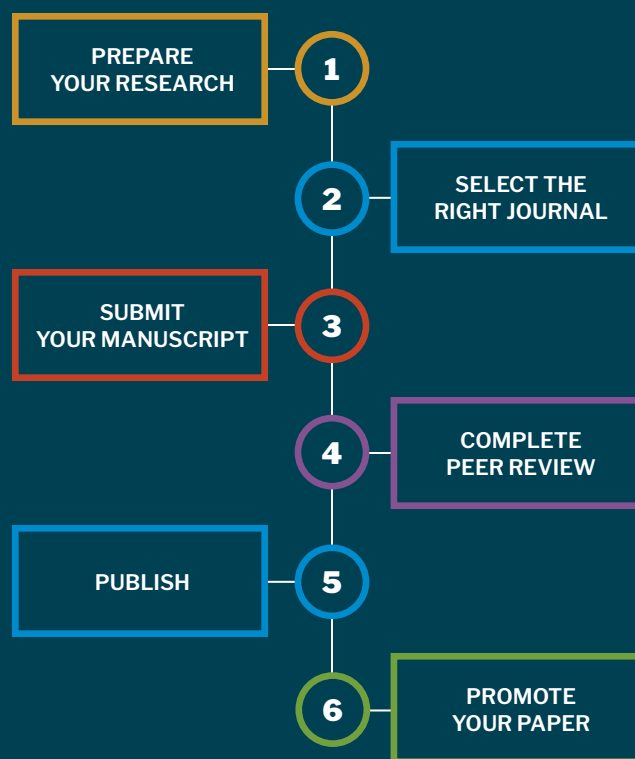 PREPARE
YOUR RESEARCH
1
2
SELECT THE
RIGHT JOURNAL
SUBMIT
YOUR MANUSCRIPT
3
4
COMPLETE
PEER REVIEW
PUBLISH
5
6
PROMOTE
YOUR PAPER